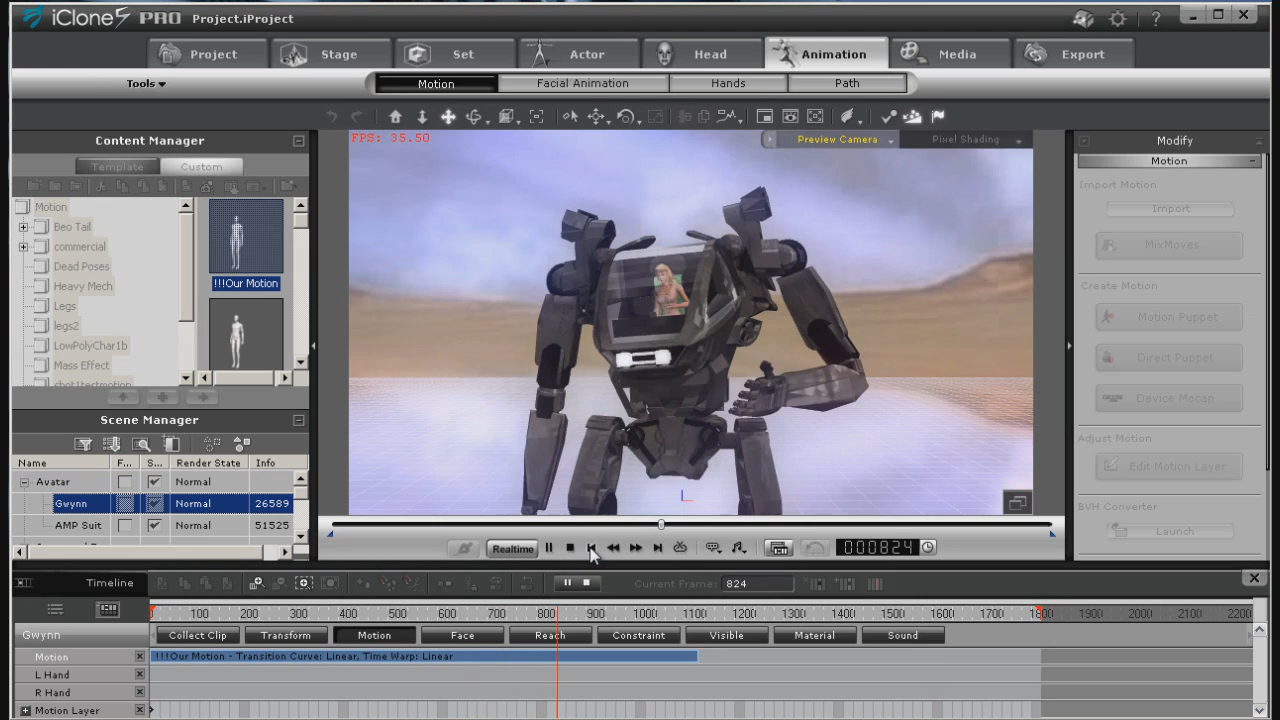 iClone5 PRO Project.iProject
Project Stage Set Actor Head Animation Media Export
Tools Motion Facial Animation Hands Path
Content Manager
Template Custom
Motion
Beo Tail
commercial
Dead Poses
Heavy Mech
Legs
legs2
LowPolyChar1b
Mass Effect
shot1testmotion
!!!Our Motion
FPS: 35.50
Preview Camera Pixel Shading
Modify
Motion
Import Motion
Import
MixMoves
Create Motion
Motion Puppet
Direct Puppet
Device Mocap
Adjust Motion
Edit Motion Layer
BVH Converter
Launch
Scene Manager
Name F... S... Render State Info
Avatar Normal
Gwynn Normal 26589
AMP Suit Normal 51525
Realtime 000824
Timeline Current Frame: 824
100 200 300 400 500 600 700 800 900 1000 1100 1200 1300 1400 1500 1600 1700 1800 1900 2000 2100 2200
Gwynn Collect Clip Transform Motion Face Reach Constraint Visible Material Sound
Motion !!!Our Motion - Transition Curve: Linear, Time Warp: Linear
L Hand
R Hand
Motion Layer